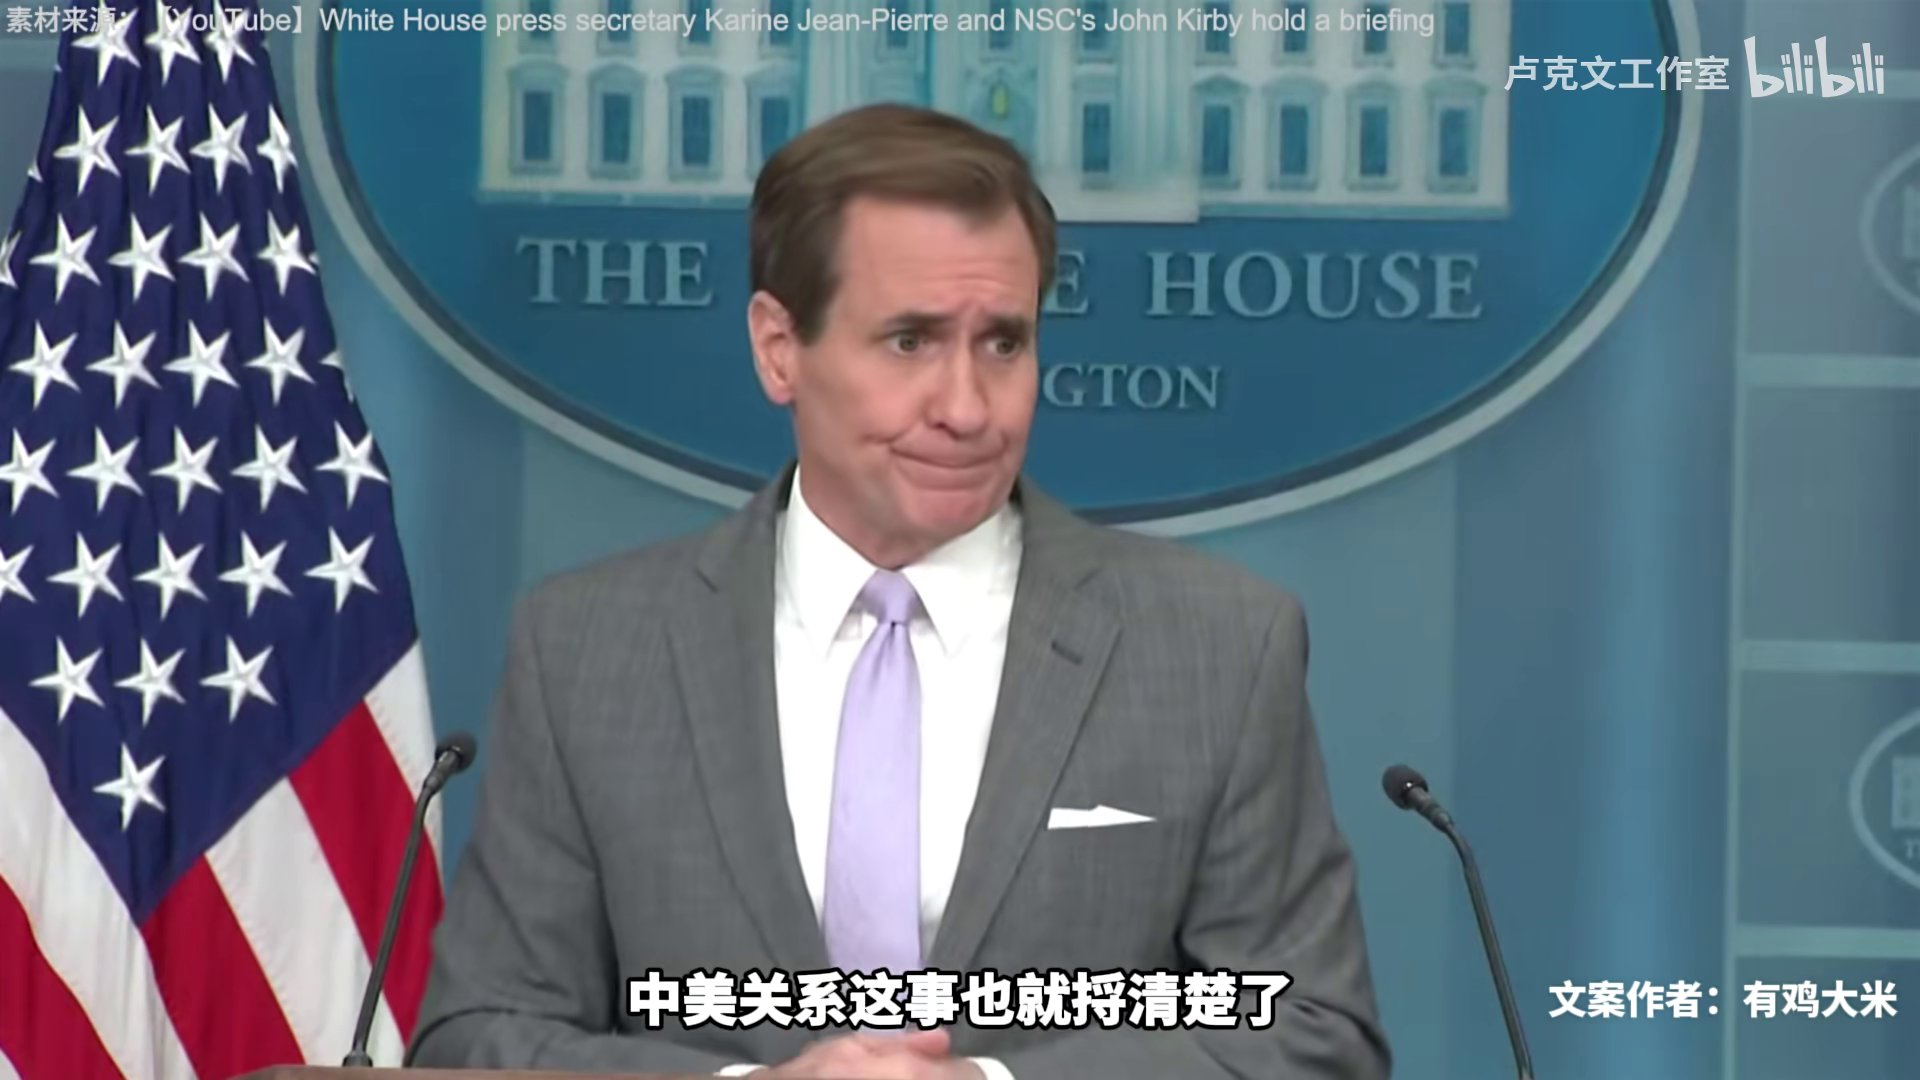 素材来源：【YouTube】White House press secretary Karine Jean-Pierre and NSC's John Kirby hold a briefing
卢克文工作室 bilibili
THE E HOUSE
GTON
中美关系这事也就捋清楚了
文案作者：有鸡大米